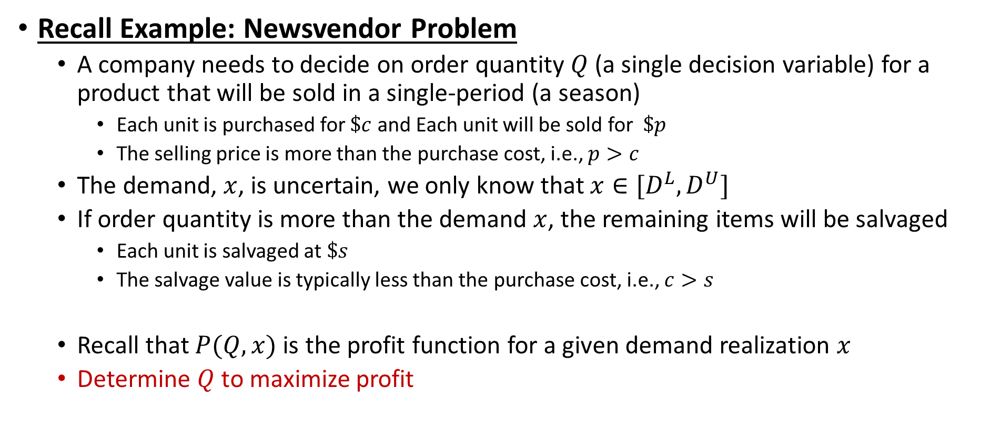 • Recall Example: Newsvendor Problem
• A company needs to decide on order quantity Q (a single decision variable) for a
product that will be sold in a single-period (a season)
• Each unit is purchased for $c and Each unit will be sold for $p
• The selling price is more than the purchase cost, i.e., p > c
• The demand, x, is uncertain, we only know that x ∈ [D^L, D^U]
• If order quantity is more than the demand x, the remaining items will be salvaged
• Each unit is salvaged at $s
• The salvage value is typically less than the purchase cost, i.e., c > s
• Recall that P(Q, x) is the profit function for a given demand realization x
• Determine Q to maximize profit